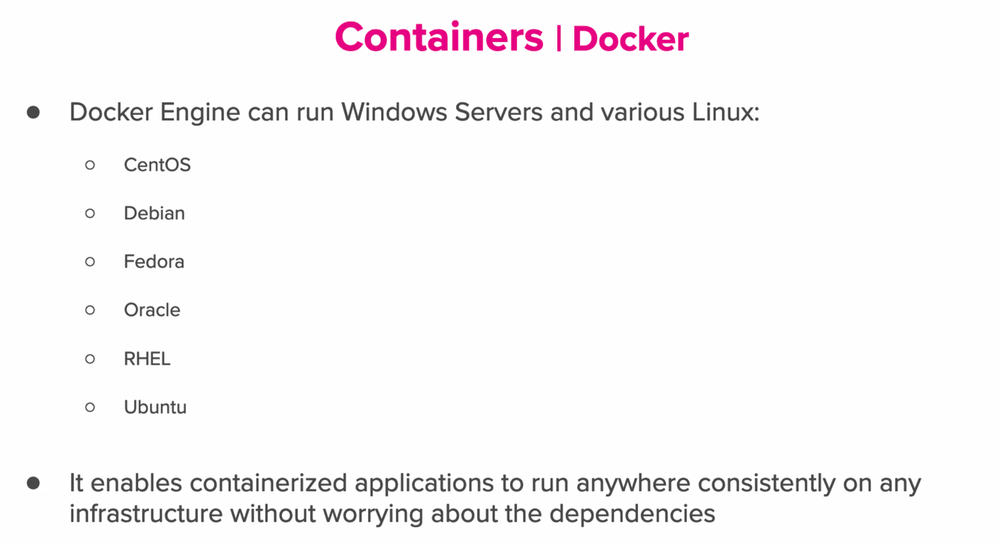 Containers | Docker
● Docker Engine can run Windows Servers and various Linux:
○ CentOS
○ Debian
○ Fedora
○ Oracle
○ RHEL
○ Ubuntu
● It enables containerized applications to run anywhere consistently on any
infrastructure without worrying about the dependencies